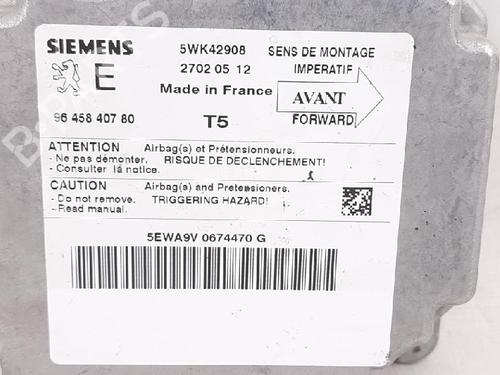 SIEMENS 5WK42908 SENS DE MONTAGE
E 2702 05 12 IMPERATIF
Made in France AVANT
96 458 407 80 T5 FORWARD
ATTENTION Airbag(s) et Prétensionneurs.
- Ne pas démonter. RISQUE DE DECLENCHEMENT!
- Consulter la notice.
CAUTION Airbag(s) and Pretensioners.
- Do not remove. TRIGGERING HAZARD!
- Read manual.
5EWA9V 0674470 G